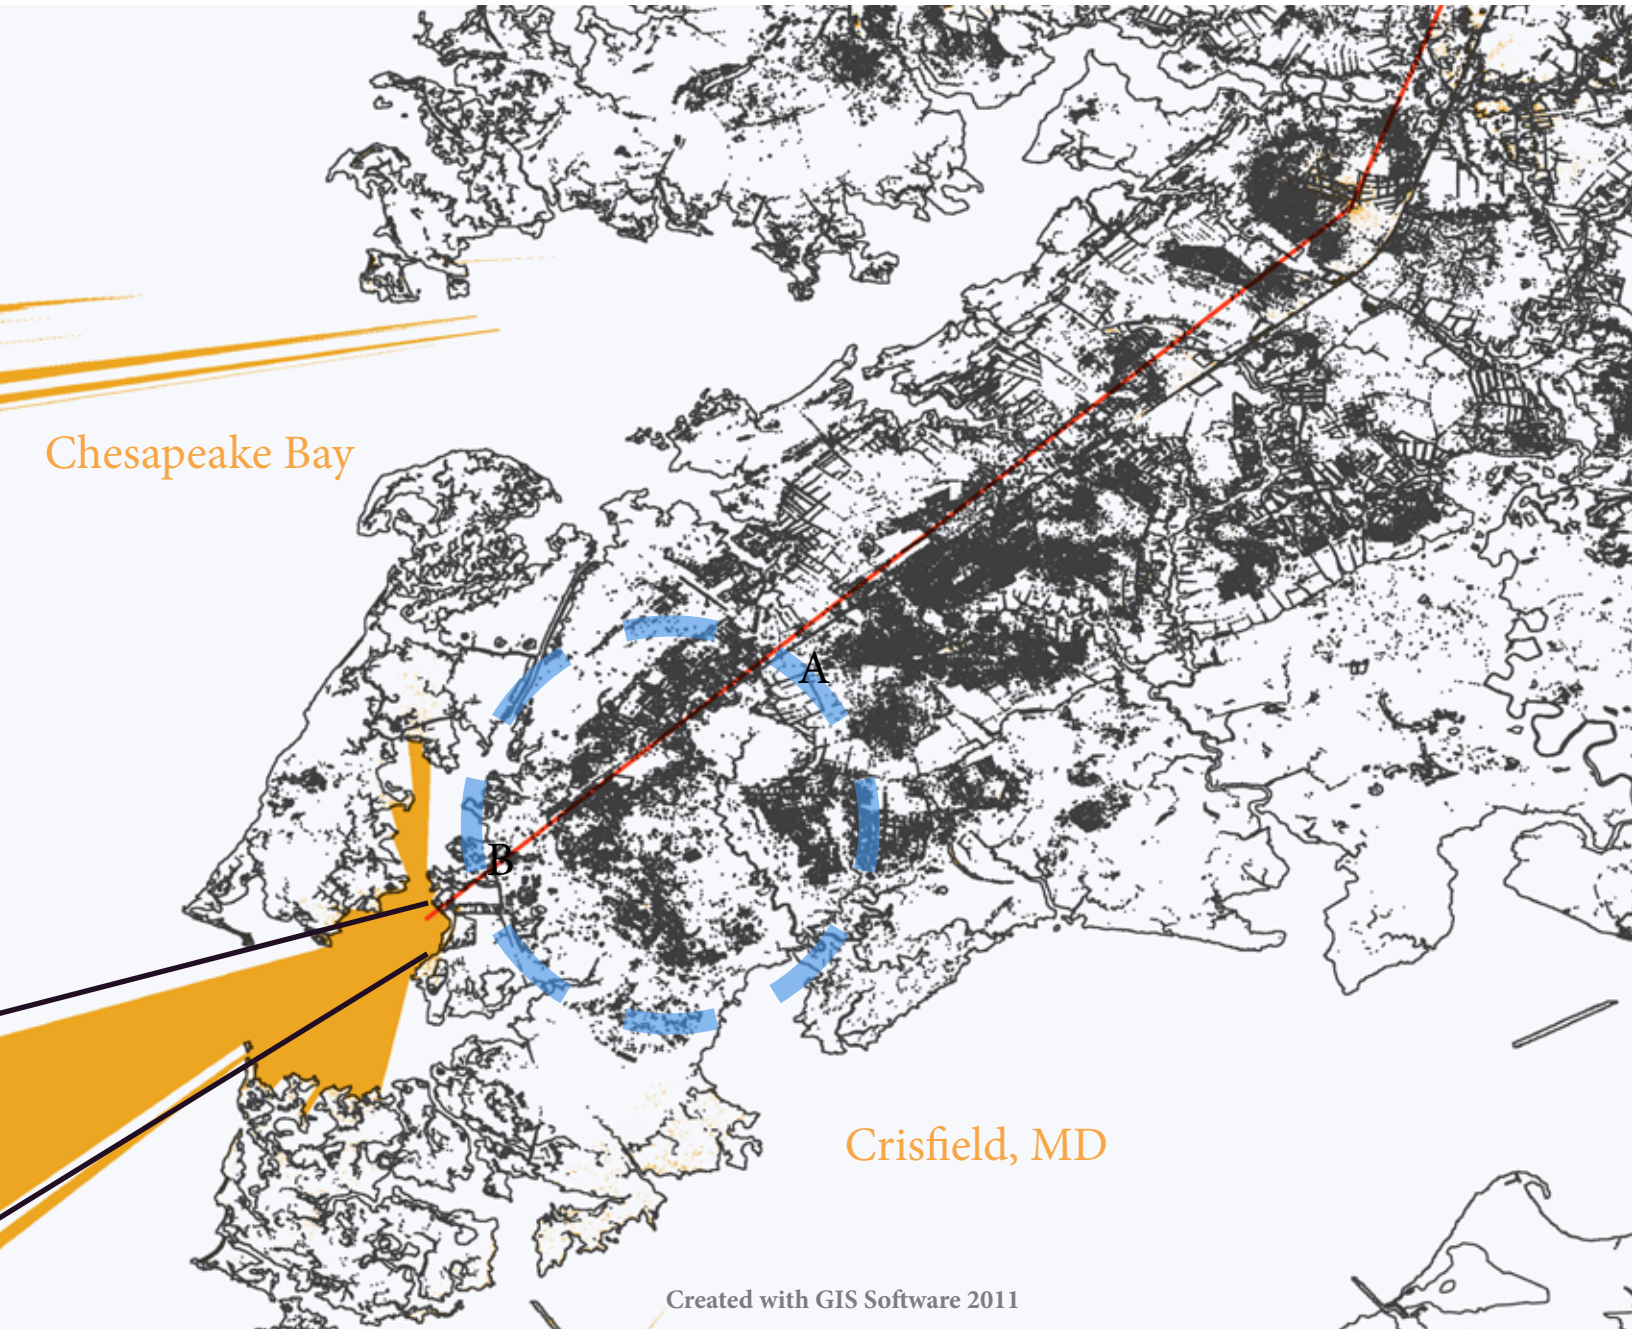 Chesapeake Bay
A
B
Crisfield, MD
Created with GIS Software 2011